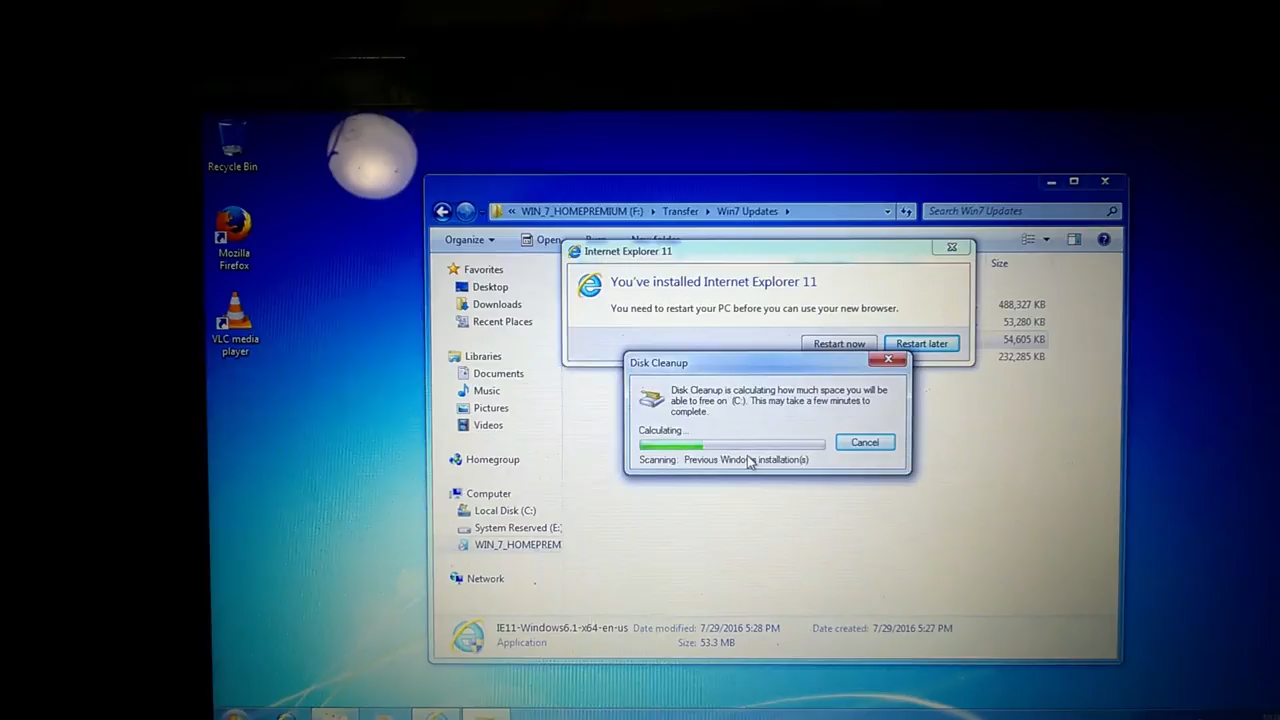 Recycle Bin
Mozilla
Firefox
VLC media
player
« WIN_7_HOMEPREMIUM (F:) ▸ Transfer ▸ Win7 Updates ▸
Search Win7 Updates
Organize
Open
New folder
Size
Favorites
Desktop
Downloads
Recent Places
Libraries
Documents
Music
Pictures
Videos
Homegroup
Computer
Local Disk (C:)
System Reserved (E:
WIN_7_HOMEPREM
Network
488,327 KB
53,280 KB
54,605 KB
232,285 KB
Internet Explorer 11
You've installed Internet Explorer 11
You need to restart your PC before you can use your new browser.
Restart now
Restart later
Disk Cleanup
Disk Cleanup is calculating how much space you will be
able to free on (C:). This may take a few minutes to
complete.
Calculating...
Cancel
Scanning: Previous Windows installation(s)
IE11-Windows6.1-x64-en-us Date modified: 7/29/2016 5:28 PM Date created: 7/29/2016 5:27 PM
Application Size: 53.3 MB